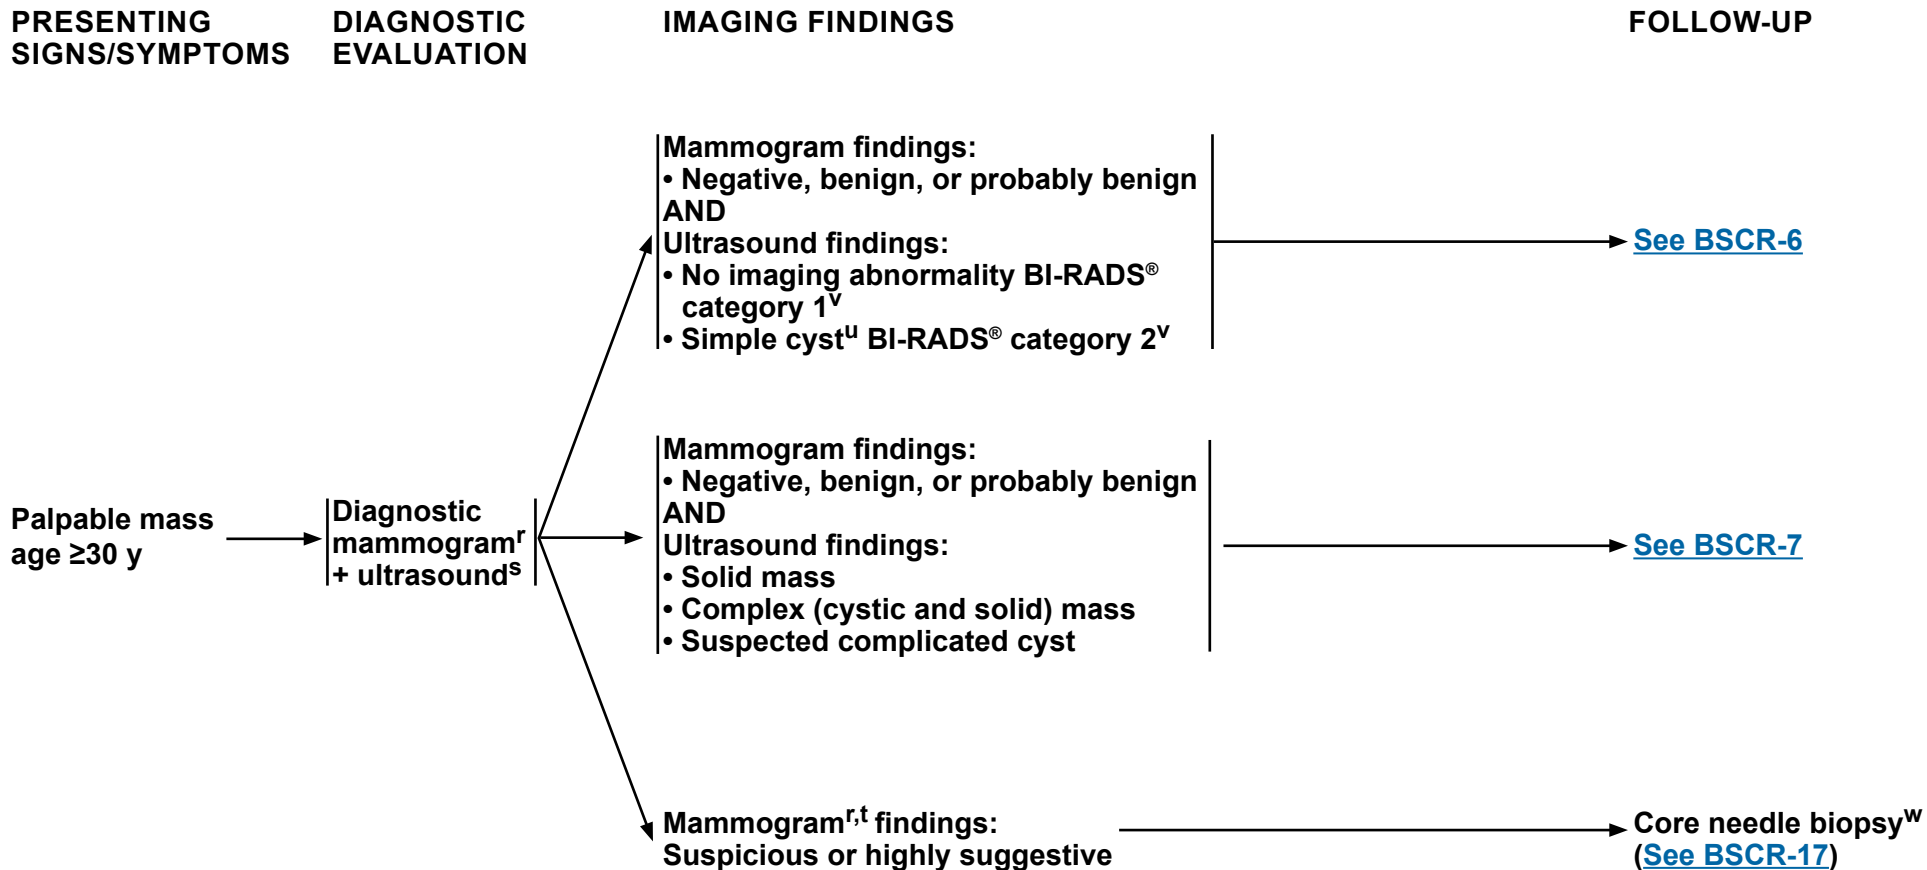 PRESENTING
SIGNS/SYMPTOMS
DIAGNOSTIC
EVALUATION
IMAGING FINDINGS
FOLLOW-UP
Palpable mass
age ≥30 y
Diagnostic
mammogramʳ
+ ultrasoundˢ
Mammogram findings:
• Negative, benign, or probably benign
AND
Ultrasound findings:
• No imaging abnormality BI-RADS®
category 1ᵛ
• Simple cystᵘ BI-RADS® category 2ᵛ
See BSCR-6
Mammogram findings:
• Negative, benign, or probably benign
AND
Ultrasound findings:
• Solid mass
• Complex (cystic and solid) mass
• Suspected complicated cyst
See BSCR-7
Mammogramʳ,ᵗ findings:
Suspicious or highly suggestive
Core needle biopsyʷ
(See BSCR-17)